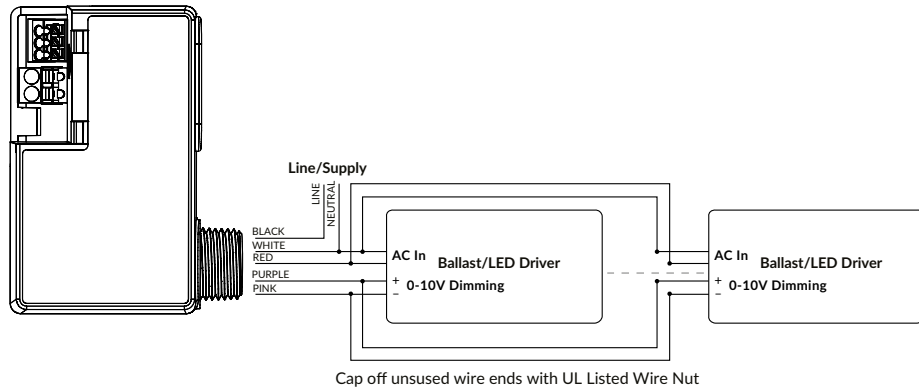 Line/Supply
LINE
NEUTRAL
BLACK
WHITE
RED
PURPLE
PINK
AC In
Ballast/LED Driver
+ 0-10V Dimming
−
AC In
Ballast/LED Driver
+ 0-10V Dimming
−
Cap off unsused wire ends with UL Listed Wire Nut